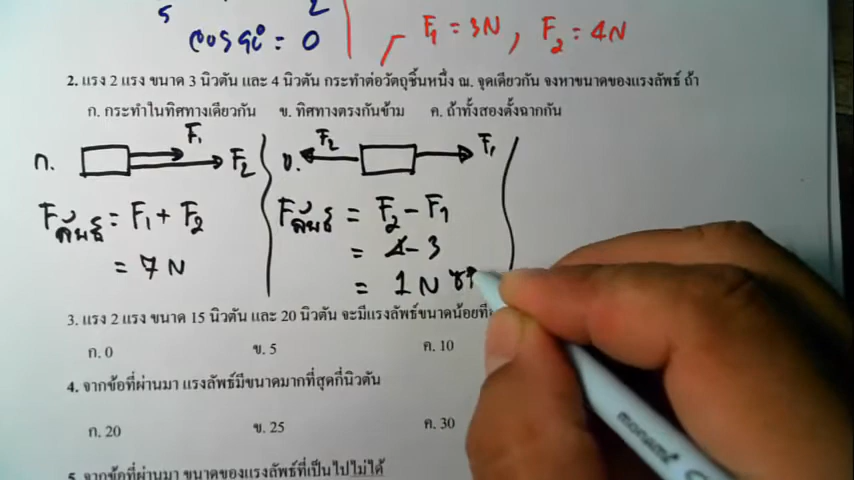 5 2
cos 90° = 0
F1 = 3N , F2 = 4N
2. แรง 2 แรง ขนาด 3 นิวตัน และ 4 นิวตัน กระทำต่อวัตถุชิ้นหนึ่ง ณ. จุดเดียวกัน จงหาขนาดของแรงลัพธ์ ถ้า
ก. กระทำในทิศทางเดียวกัน ข. ทิศทางตรงกันข้าม ค. ถ้าทั้งสองตั้งฉากกัน
ก. F1 F2
ข. F2 F1
Fลัพธ์ = F1 + F2
= 7 N
Fลัพธ์ = F2 - F1
= 4 - 3
= 1 N
3. แรง 2 แรง ขนาด 15 นิวตัน และ 20 นิวตัน จะมีแรงลัพธ์ขนาดน้อยที่
ก. 0 ข. 5 ค. 10
4. จากข้อที่ผ่านมา แรงลัพธ์มีขนาดมากที่สุดกี่นิวตัน
ก. 20 ข. 25 ค. 30
5. จากข้อที่ผ่านมา ขนาดของแรงลัพธ์ที่เป็นไปไม่ได้
monami